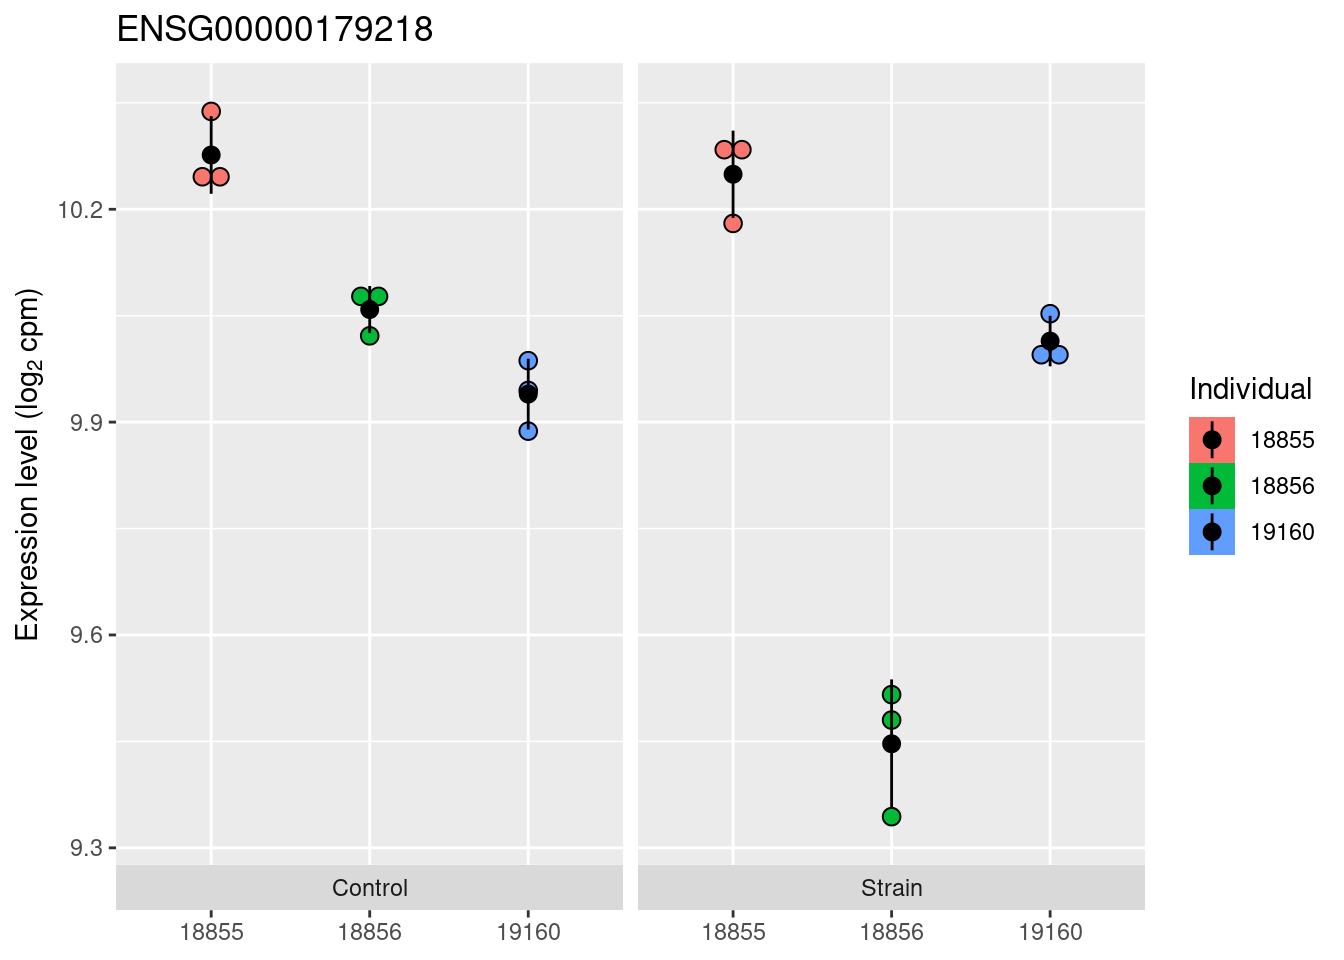 ENSG00000179218
Expression level (log₂ cpm)
10.2
9.9
9.6
9.3
Control
Strain
18855
18856
19160
18855
18856
19160
Individual
18855
18856
19160